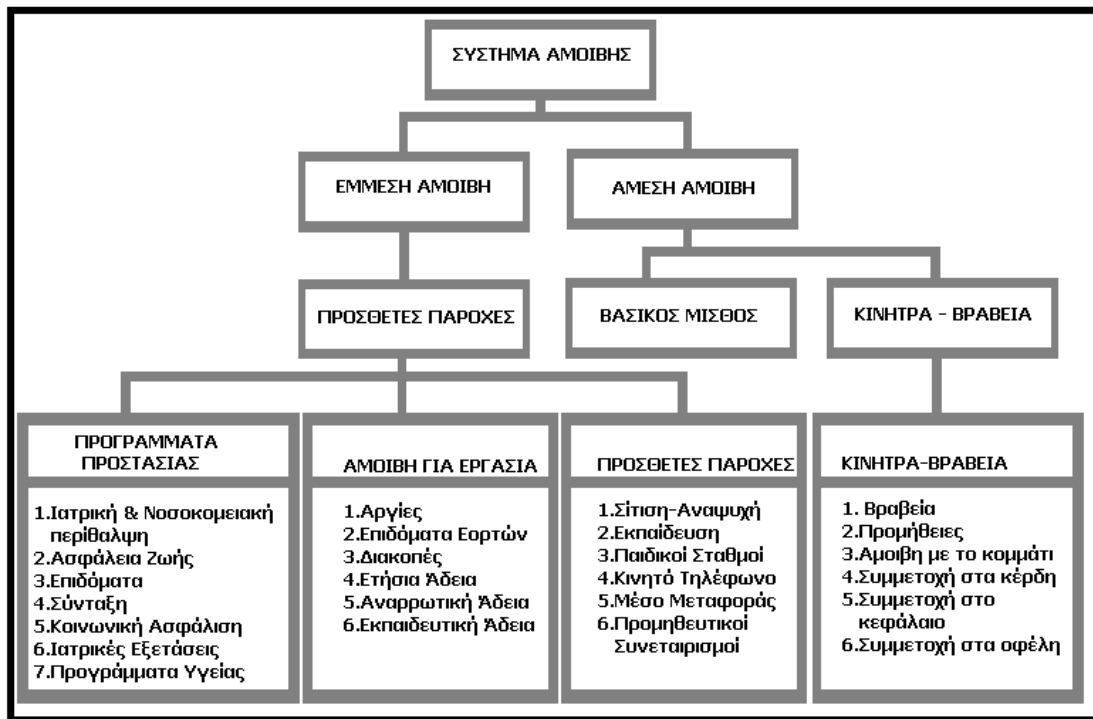 ΣΥΣΤΗΜΑ ΑΜΟΙΒΗΣ
ΕΜΜΕΣΗ ΑΜΟΙΒΗ
ΑΜΕΣΗ ΑΜΟΙΒΗ
ΠΡΟΣΘΕΤΕΣ ΠΑΡΟΧΕΣ
ΒΑΣΙΚΟΣ ΜΙΣΘΟΣ
ΚΙΝΗΤΡΑ - ΒΡΑΒΕΙΑ
ΠΡΟΓΡΑΜΜΑΤΑ
ΠΡΟΣΤΑΣΙΑΣ
1.Ιατρική & Νοσοκομειακή
περίθαλψη
2.Ασφάλεια Ζωής
3.Επιδόματα
4.Σύνταξη
5.Κοινωνική Ασφάλιση
6.Ιατρικές Εξετάσεις
7.Προγράμματα Υγείας
ΑΜΟΙΒΗ ΓΙΑ ΕΡΓΑΣΙΑ
1.Αργίες
2.Επιδόματα Εορτών
3.Διακοπές
4.Ετήσια Άδεια
5.Αναρρωτική Άδεια
6.Εκπαιδευτική Άδεια
ΠΡΟΣΘΕΤΕΣ ΠΑΡΟΧΕΣ
1.Σίτιση-Αναψυχή
2.Εκπαίδευση
3.Παιδικοί Σταθμοί
4.Κινητό Τηλέφωνο
5.Μέσο Μεταφοράς
6.Προμηθευτικοί
Συνεταιρισμοί
ΚΙΝΗΤΡΑ-ΒΡΑΒΕΙΑ
1. Βραβεία
2.Προμήθειες
3.Αμοιβη με το κομμάτι
4.Συμμετοχή στα κέρδη
5.Συμμετοχή στο
κεφάλαιο
6.Συμμετοχή στα οφέλη